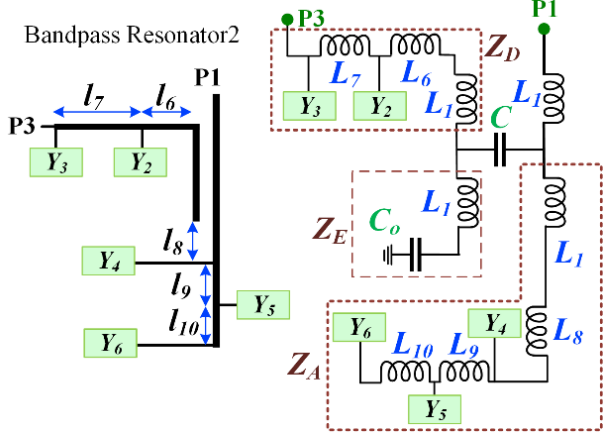 Bandpass Resonator2
P1
l7
l6
P3
Y3
Y2
l8
Y4
l9
Y5
l10
Y6
P3
P1
ZD
L7
L6
Y3
Y2
L1
L1
C
L1
Co
ZE
L1
Y6
Y4
L8
L10
L9
ZA
Y5